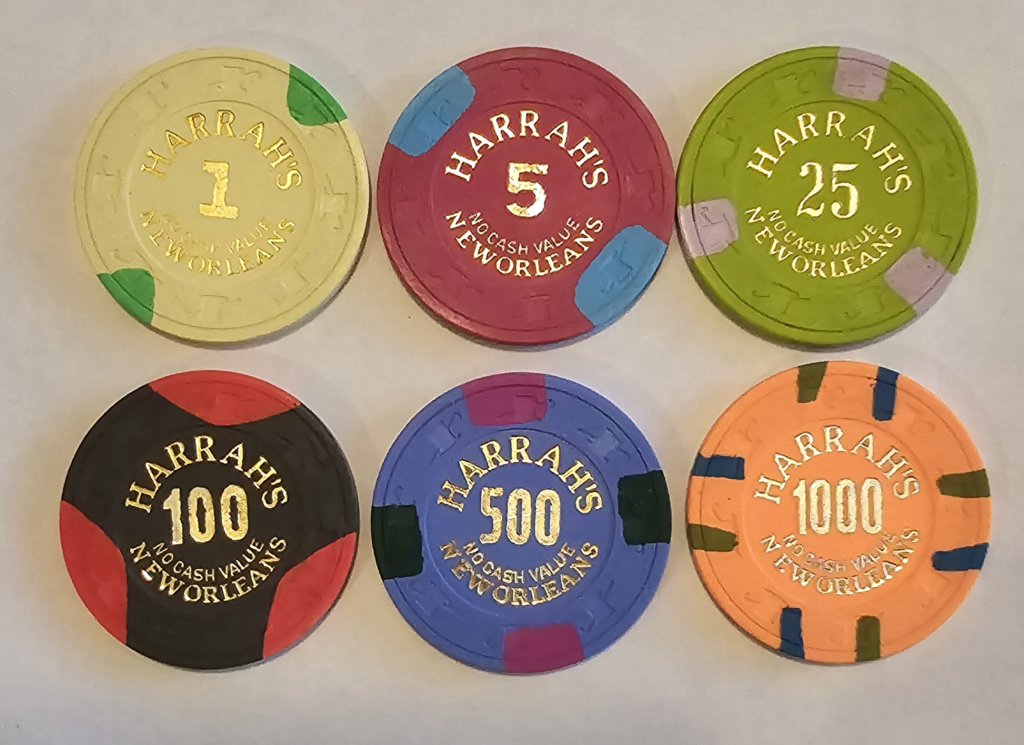 HARRAH'S
1
NO CASH VALUE
NEW ORLEANS
HARRAH'S
5
NO CASH VALUE
NEW ORLEANS
HARRAH'S
25
NO CASH VALUE
NEW ORLEANS
HARRAH'S
100
NO CASH VALUE
NEW ORLEANS
HARRAH'S
500
NO CASH VALUE
NEW ORLEANS
HARRAH'S
1000
NO CASH VALUE
NEW ORLEANS